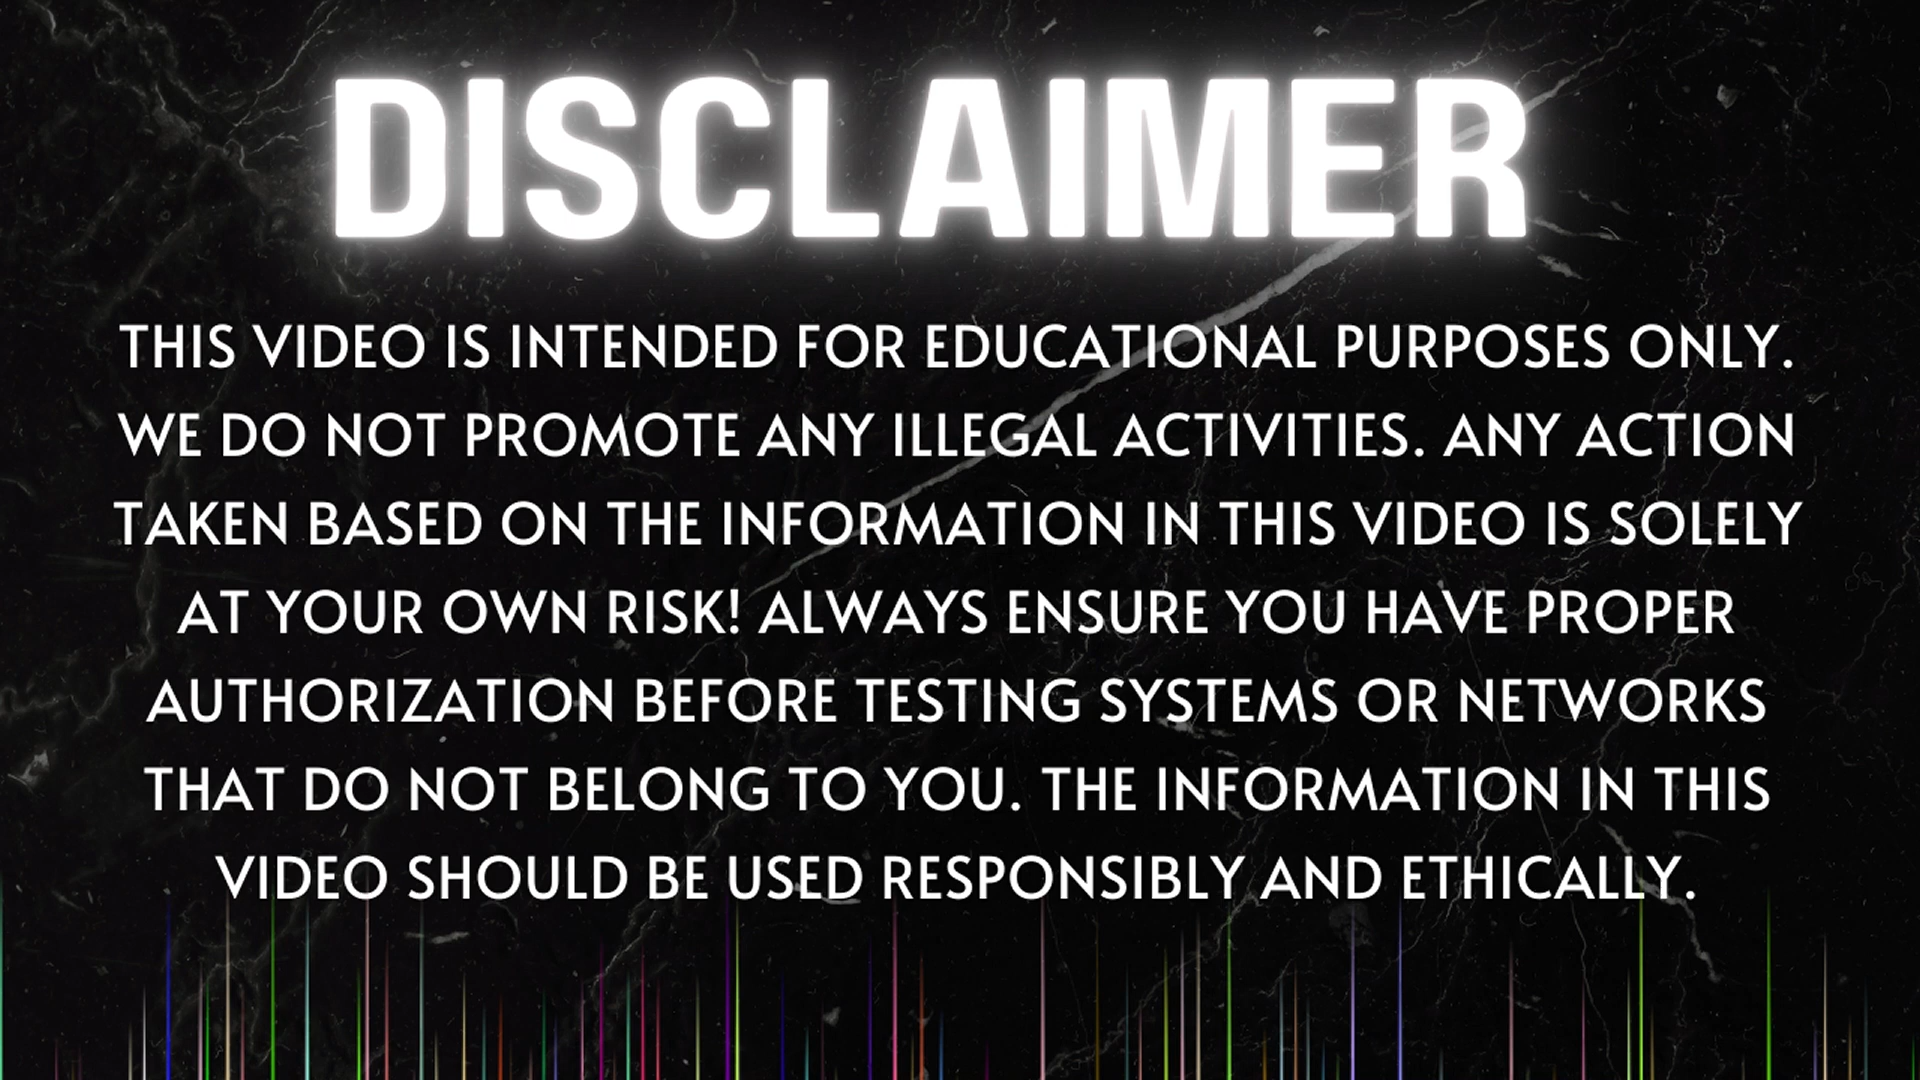 DISCLAIMER
THIS VIDEO IS INTENDED FOR EDUCATIONAL PURPOSES ONLY.
WE DO NOT PROMOTE ANY ILLEGAL ACTIVITIES. ANY ACTION
TAKEN BASED ON THE INFORMATION IN THIS VIDEO IS SOLELY
AT YOUR OWN RISK! ALWAYS ENSURE YOU HAVE PROPER
AUTHORIZATION BEFORE TESTING SYSTEMS OR NETWORKS
THAT DO NOT BELONG TO YOU. THE INFORMATION IN THIS
VIDEO SHOULD BE USED RESPONSIBLY AND ETHICALLY.